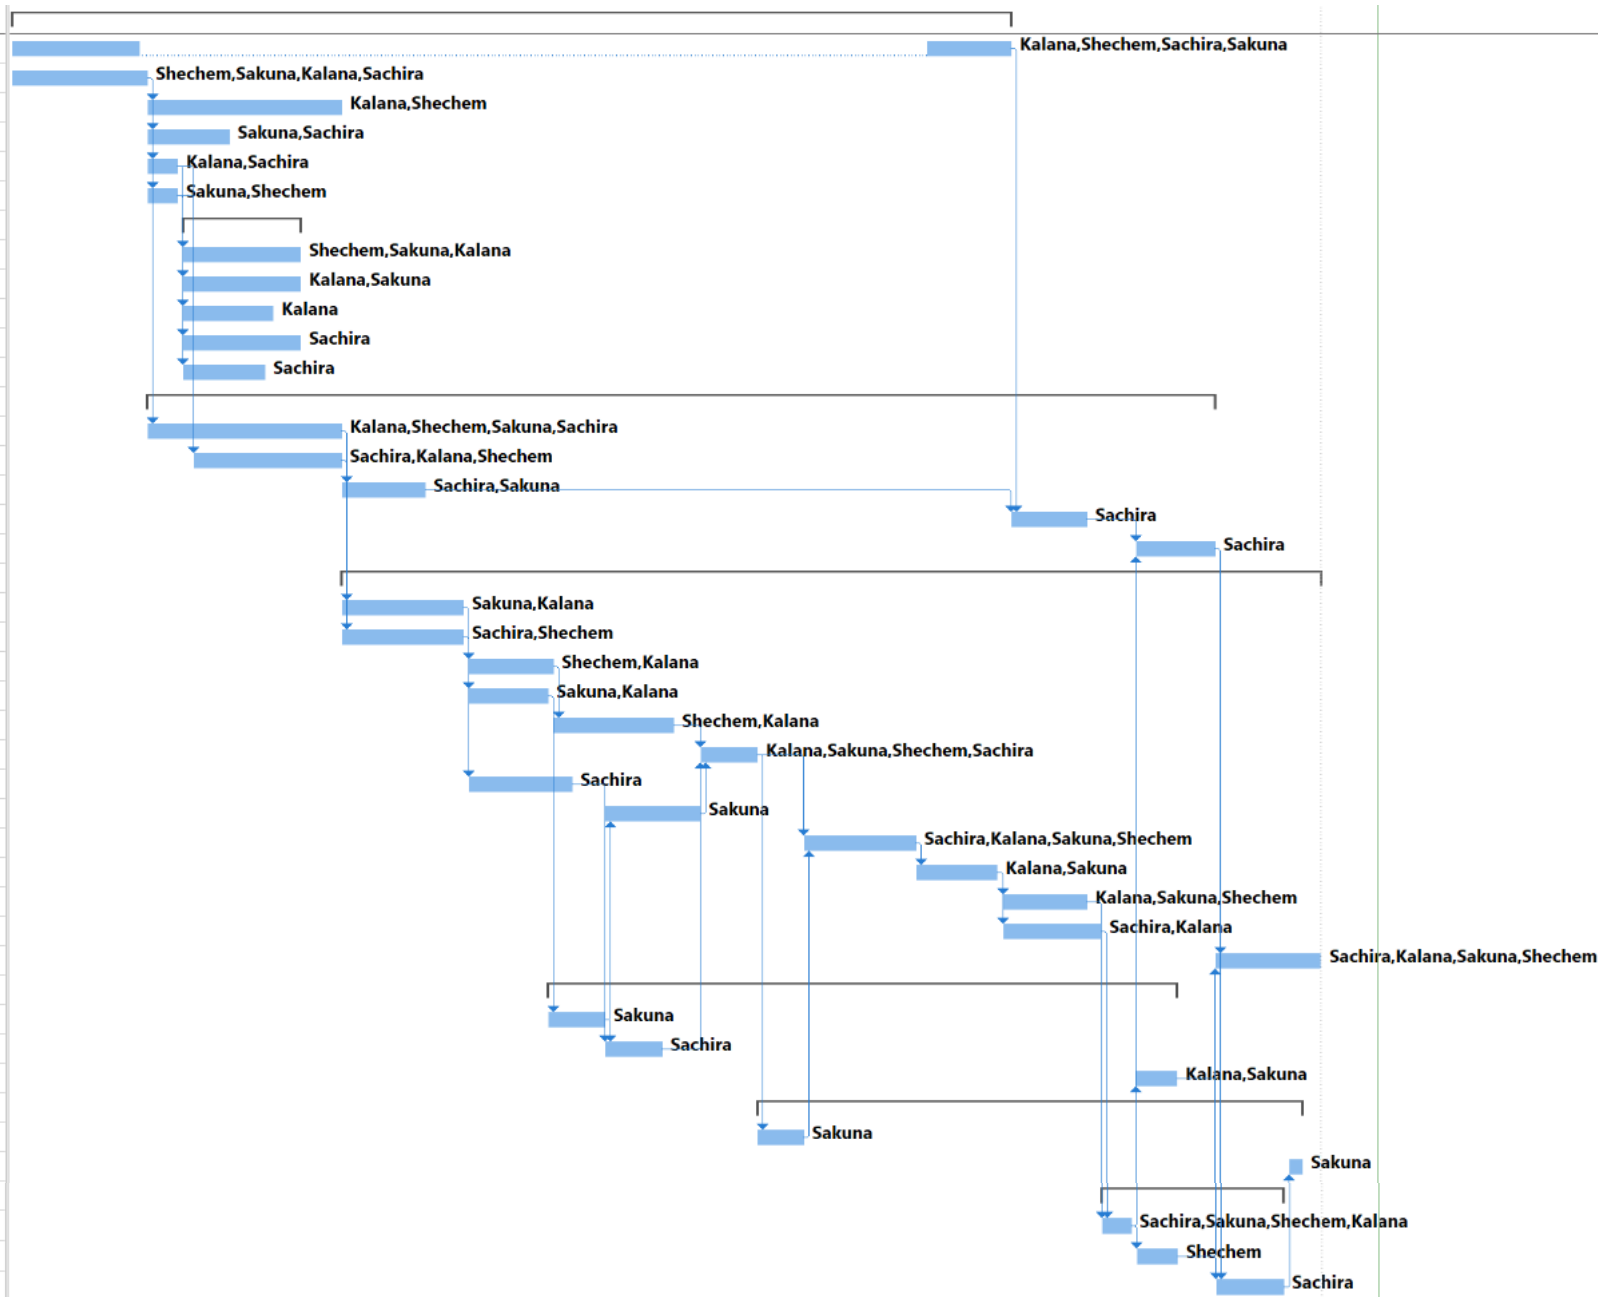 Kalana,Shechem,Sachira,Sakuna
Shechem,Sakuna,Kalana,Sachira
Kalana,Shechem
Sakuna,Sachira
Kalana,Sachira
Sakuna,Shechem
Shechem,Sakuna,Kalana
Kalana,Sakuna
Kalana
Sachira
Sachira
Kalana,Shechem,Sakuna,Sachira
Sachira,Kalana,Shechem
Sachira,Sakuna
Sachira
Sachira
Sakuna,Kalana
Sachira,Shechem
Shechem,Kalana
Sakuna,Kalana
Shechem,Kalana
Kalana,Sakuna,Shechem,Sachira
Sachira
Sakuna
Sachira,Kalana,Sakuna,Shechem
Kalana,Sakuna
Kalana,Sakuna,Shechem
Sachira,Kalana
Sachira,Kalana,Sakuna,Shechem
Sakuna
Sachira
Kalana,Sakuna
Sakuna
Sakuna
Sachira,Sakuna,Shechem,Kalana
Shechem
Sachira